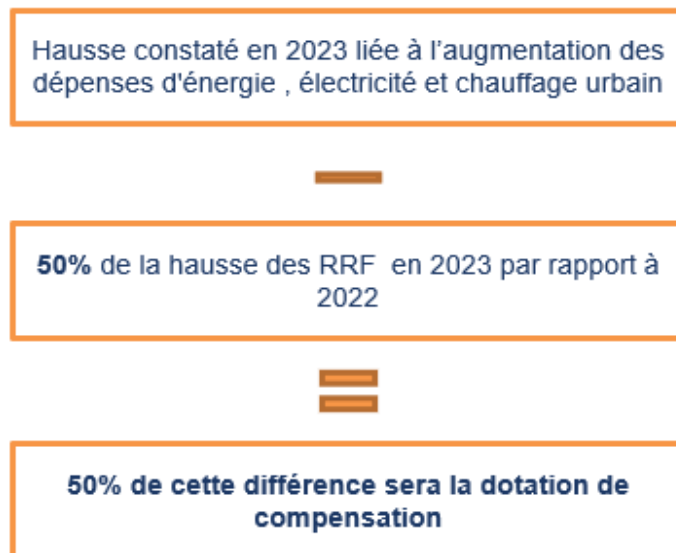 Hausse constaté en 2023 liée à l’augmentation des
dépenses d'énergie , électricité et chauffage urbain
50% de la hausse des RRF en 2023 par rapport à
2022
50% de cette différence sera la dotation de
compensation